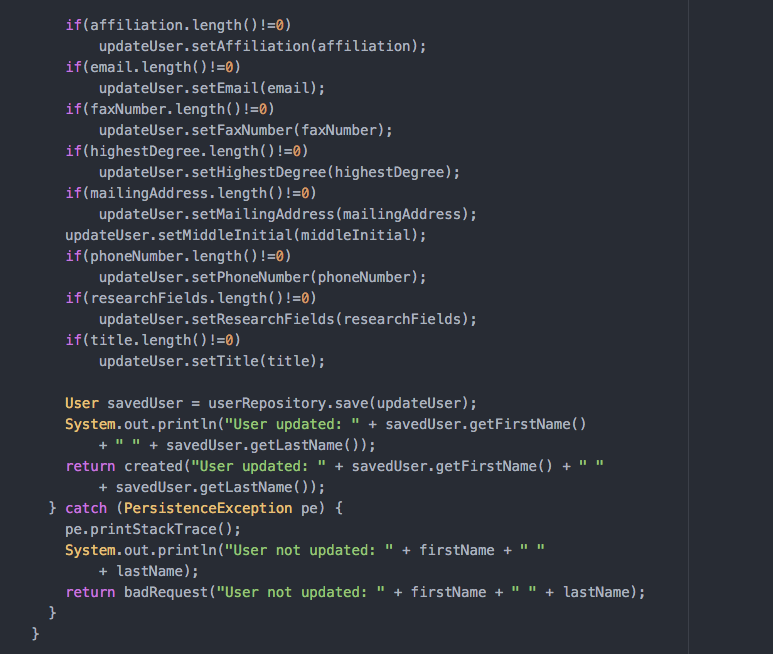 if(affiliation.length()!=0)
updateUser.setAffiliation(affiliation);
if(email.length()!=0)
updateUser.setEmail(email);
if(faxNumber.length()!=0)
updateUser.setFaxNumber(faxNumber);
if(highestDegree.length()!=0)
updateUser.setHighestDegree(highestDegree);
if(mailingAddress.length()!=0)
updateUser.setMailingAddress(mailingAddress);
updateUser.setMiddleInitial(middleInitial);
if(phoneNumber.length()!=0)
updateUser.setPhoneNumber(phoneNumber);
if(researchFields.length()!=0)
updateUser.setResearchFields(researchFields);
if(title.length()!=0)
updateUser.setTitle(title);
User savedUser = userRepository.save(updateUser);
System.out.println("User updated: " + savedUser.getFirstName()
+ " " + savedUser.getLastName());
return created("User updated: " + savedUser.getFirstName() + " "
+ savedUser.getLastName());
} catch (PersistenceException pe) {
pe.printStackTrace();
System.out.println("User not updated: " + firstName + " "
+ lastName);
return badRequest("User not updated: " + firstName + " " + lastName);
}
}